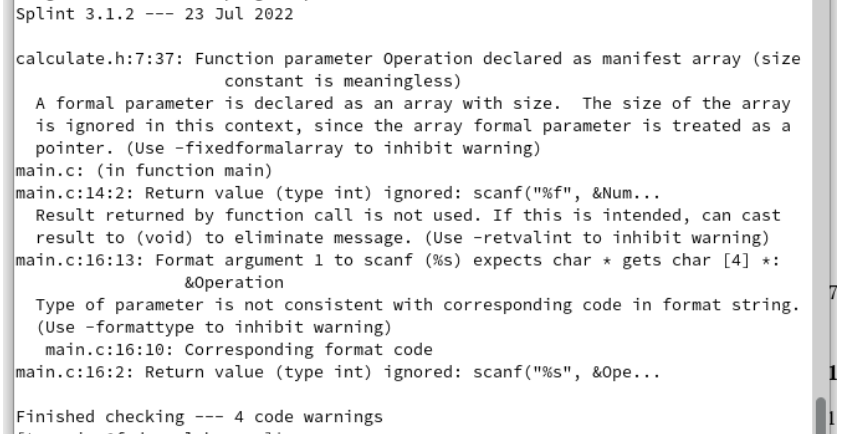 Splint 3.1.2 --- 23 Jul 2022
calculate.h:7:37: Function parameter Operation declared as manifest array (size
constant is meaningless)
A formal parameter is declared as an array with size.  The size of the array
is ignored in this context, since the array formal parameter is treated as a
pointer. (Use -fixedformalarray to inhibit warning)
main.c: (in function main)
main.c:14:2: Return value (type int) ignored: scanf("%f", &Num...
Result returned by function call is not used. If this is intended, can cast
result to (void) to eliminate message. (Use -retvalint to inhibit warning)
main.c:16:13: Format argument 1 to scanf (%s) expects char * gets char [4] *:
&Operation
Type of parameter is not consistent with corresponding code in format string.
(Use -formattype to inhibit warning)
main.c:16:10: Corresponding format code
main.c:16:2: Return value (type int) ignored: scanf("%s", &Ope...
Finished checking --- 4 code warnings
7
1
1